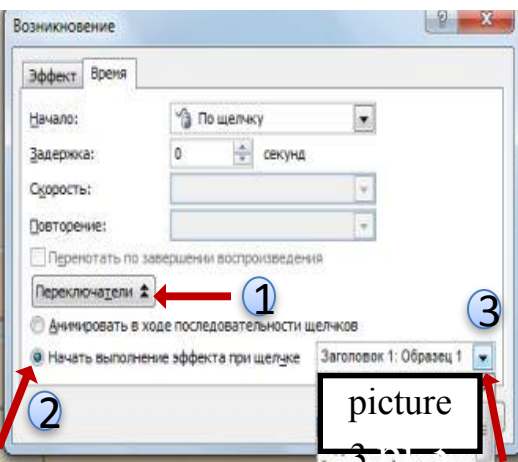 Возникновение
Эффект Время
Начало: По щелчку
Задержка: 0 секунд
Скорость:
Повторение:
Перемотать по завершении воспроизведения
Переключатели 1
Анимировать в ходе последовательности щелчков
3
Начать выполнение эффекта при щелчке Заголовок 1: Образец 1
2
picture
3